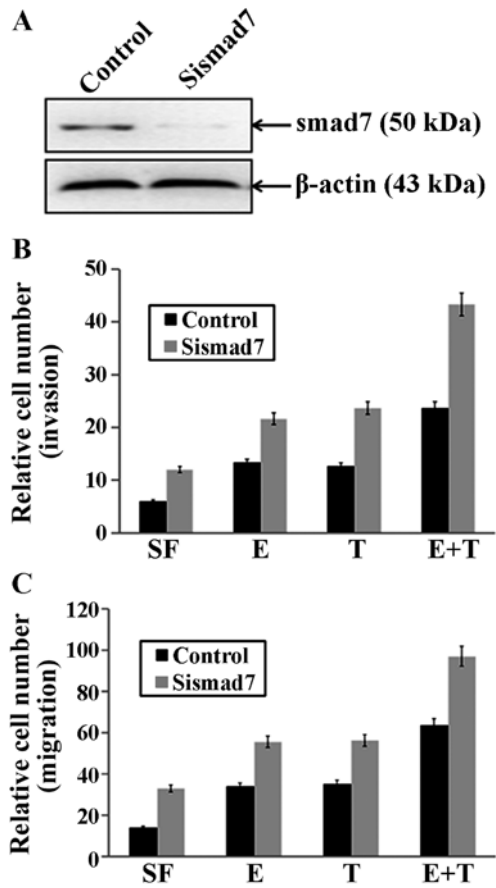 A
Control
Sismad7
smad7 (50 kDa)
β-actin (43 kDa)
B
Relative cell number
(invasion)
50
40
30
20
10
0
Control
Sismad7
SF
E
T
E+T
C
Relative cell number
(migration)
120
100
80
60
40
20
0
Control
Sismad7
SF
E
T
E+T